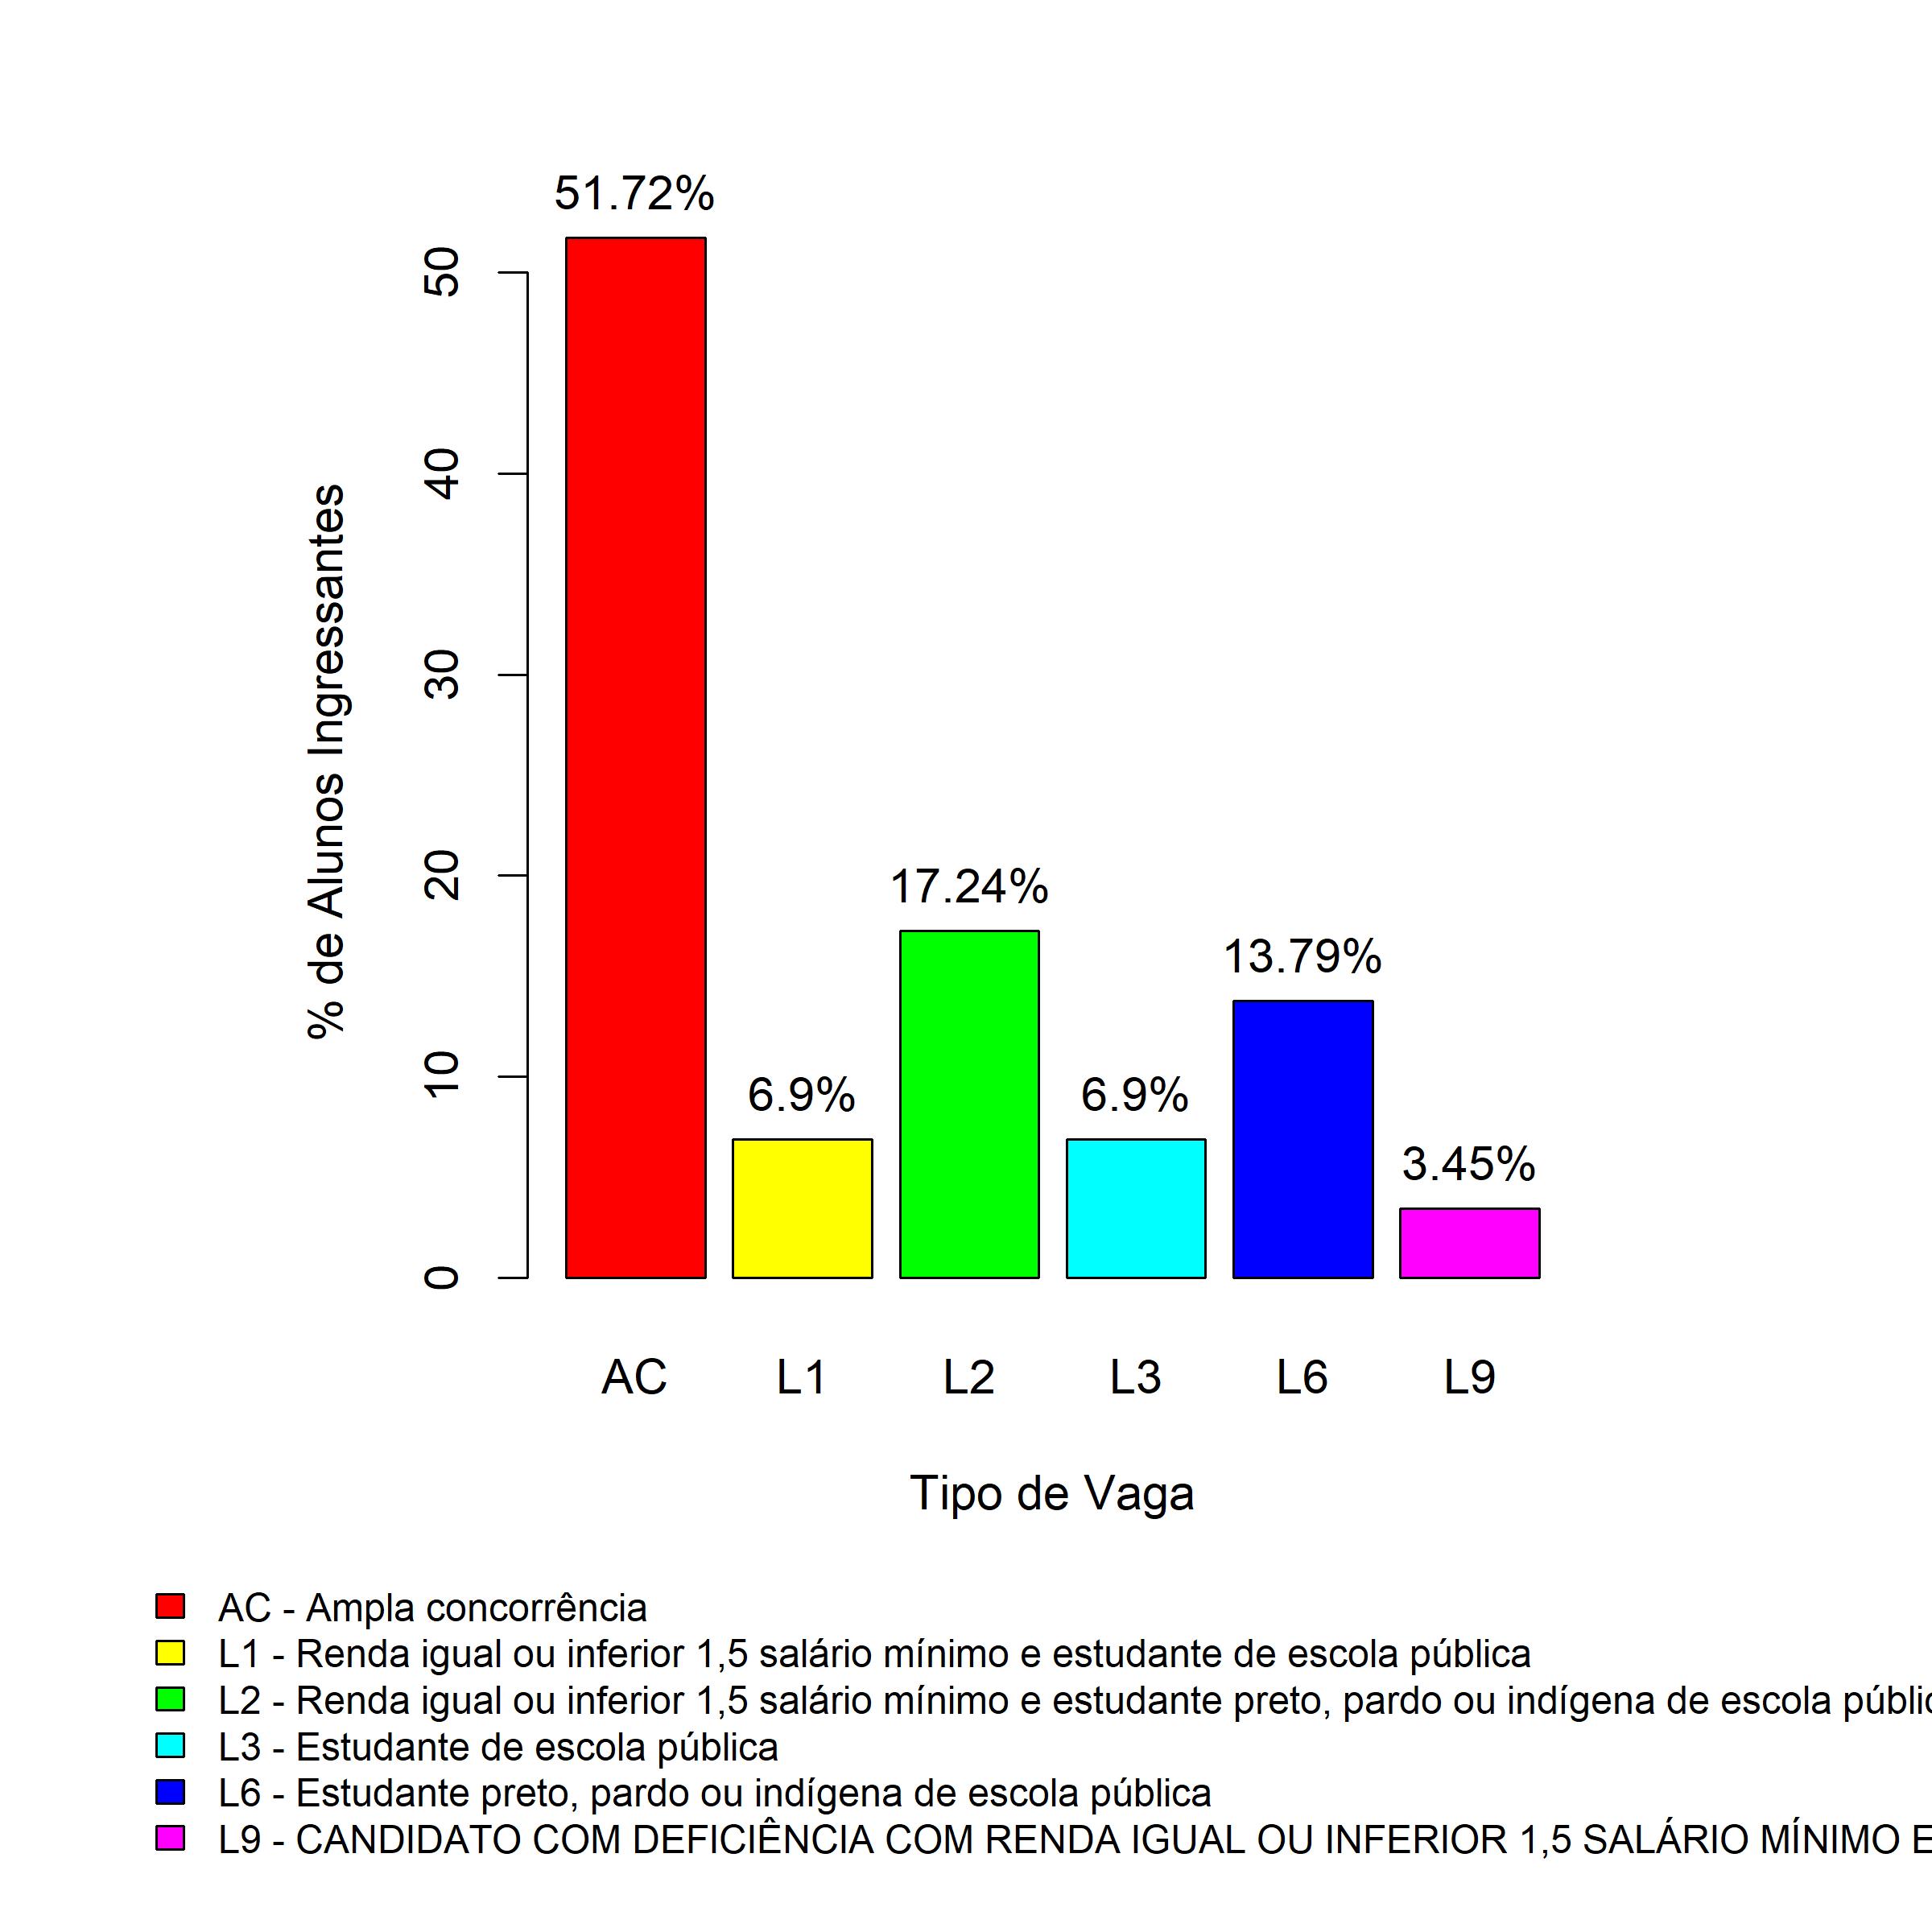 51.72%
50
40
30
20
10
0
% de Alunos Ingressantes
17.24%
13.79%
6.9%
6.9%
3.45%
AC L1 L2 L3 L6 L9
Tipo de Vaga
AC - Ampla concorrência
L1 - Renda igual ou inferior 1,5 salário mínimo e estudante de escola pública
L2 - Renda igual ou inferior 1,5 salário mínimo e estudante preto, pardo ou indígena de escola
L3 - Estudante de escola pública
L6 - Estudante preto, pardo ou indígena de escola pública
L9 - CANDIDATO COM DEFICIÊNCIA COM RENDA IGUAL OU INFERIOR 1,5 SALÁRIO MÍNIMO